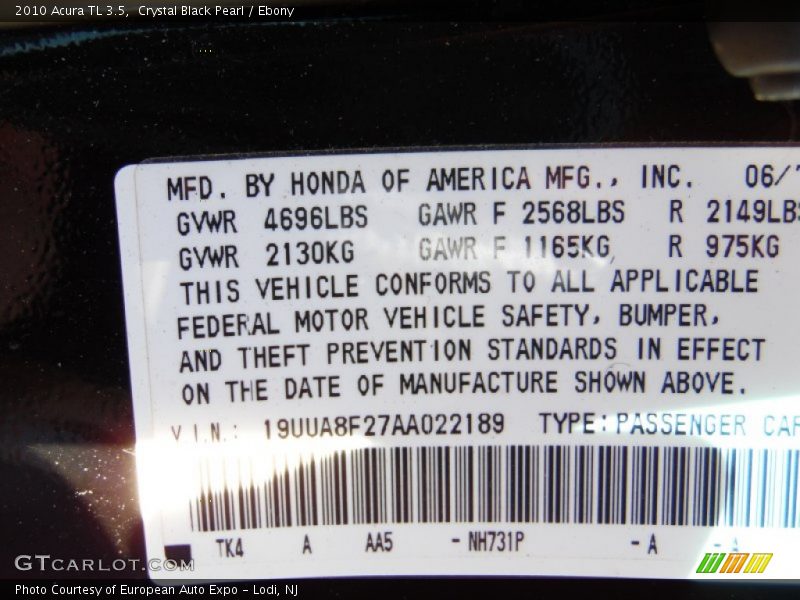 2010 Acura TL 3.5,  Crystal Black Pearl / Ebony
MFD. BY HONDA OF AMERICA MFG., INC. 06/
GVWR 4696LBS GAWR F 2568LBS R 2149LBS
GVWR 2130KG GAWR F 1165KG R 975KG
THIS VEHICLE CONFORMS TO ALL APPLICABLE
FEDERAL MOTOR VEHICLE SAFETY, BUMPER,
AND THEFT PREVENTION STANDARDS IN EFFECT
ON THE DATE OF MANUFACTURE SHOWN ABOVE.
V.I.N.: 19UUA8F27AA022189 TYPE: PASSENGER CAR
TK4 A AA5 - NH731P - A - A
GTCARLOT.COM
Photo Courtesy of European Auto Expo - Lodi, NJ